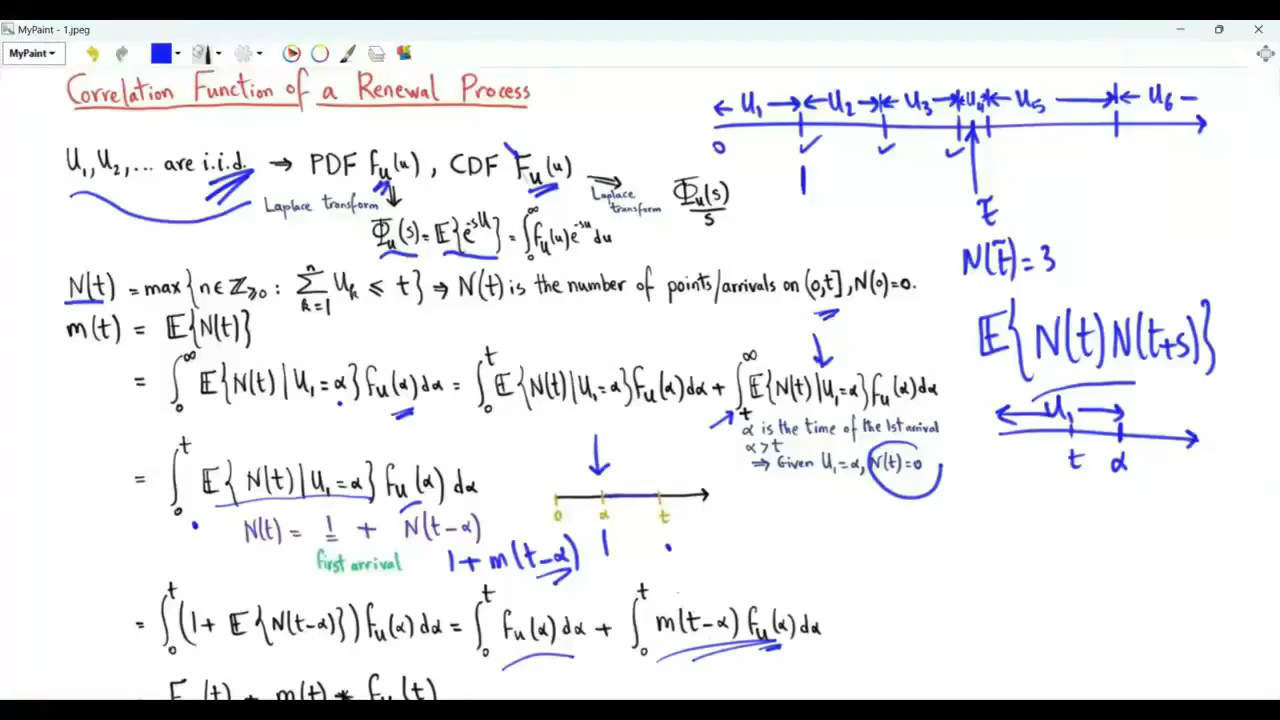 MyPaint - 1.jpeg
MyPaint
Correlation Function of a Renewal Process
U₁, U₂, ... are i.i.d. → PDF f_U(u), CDF F_U(u) ⇒ Φ_U(s)/s
Laplace transform
Laplace transform
Φ_U(s) = 𝔼{e^{-sU}} = ∫₀^∞ f_U(u) e^{-su} du
N(t) = max{n ∈ ℤ≥0 : ∑_{k=1}^{n} U_k ⩽ t} ⇒ N(t) is the number of points/arrivals on (0,t], N(0)=0.
m(t) = 𝔼{N(t)}
= ∫₀^∞ 𝔼{N(t)|U₁=α} f_U(α)dα = ∫₀^t 𝔼{N(t)|U₁=α} f_U(α)dα + ∫_t^∞ 𝔼{N(t)|U₁=α} f_U(α)dα
α is the time of the 1st arrival
α>t
⇒ Given U₁=α, N(t)=0
= ∫₀^t 𝔼{N(t)|U₁=α} f_U(α) dα
N(t) = 1 + N(t-α)
first arrival
1 + m(t-α)
0 α t
1
= ∫₀^t (1 + 𝔼{N(t-α)}) f_U(α)dα = ∫₀^t f_U(α)dα + ∫₀^t m(t-α) f_U(α)dα
= F_U(t) + m(t) * f_U(t)
U₁ U₂ U₃ U₄ U₅ U₆
0
1
t̃
N(t̃) = 3
𝔼{N(t)N(t+s)}
U₁
t α